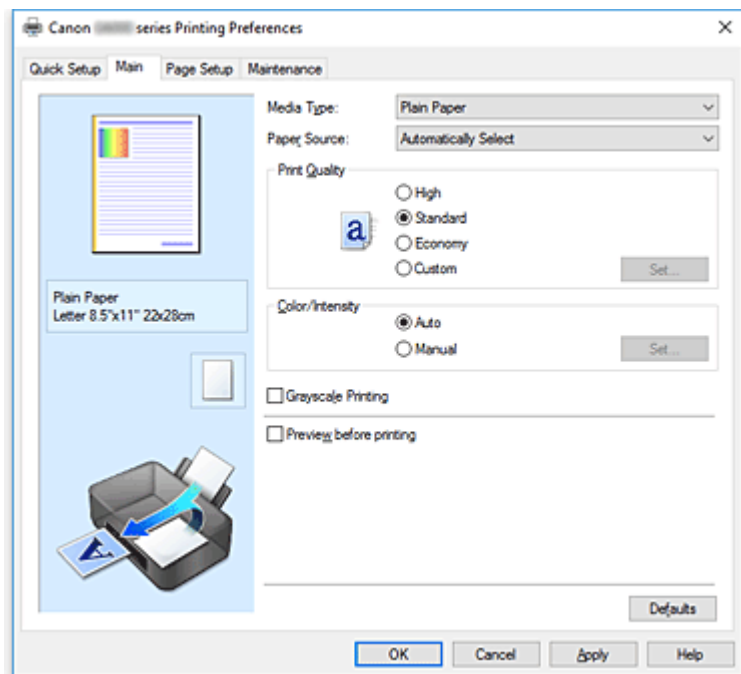 Canon series Printing Preferences
Quick Setup Main Page Setup Maintenance
Media Type: Plain Paper
Paper Source: Automatically Select
Print Quality
High
a Standard
Economy
Custom Set...
Plain Paper
Letter 8.5"x11" 22x28cm
Color/Intensity
Auto
Manual Set...
Grayscale Printing
Preview before printing
A
Defaults
OK Cancel Apply Help